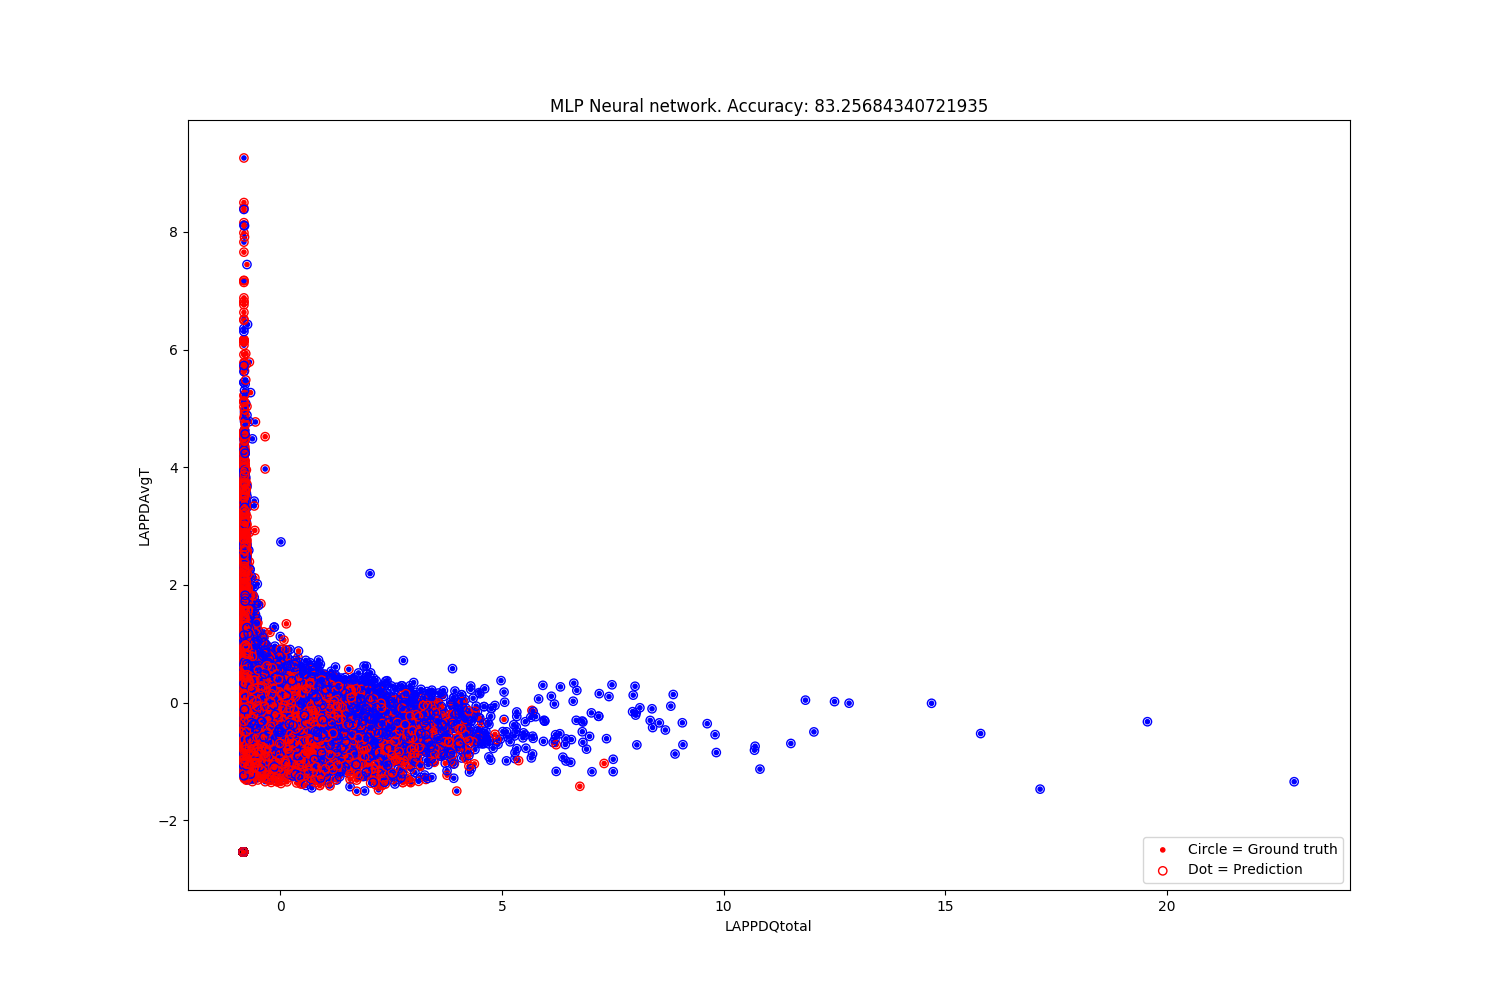 MLP Neural network. Accuracy: 83.25684340721935
LAPPDAvgT
8
6
4
2
0
−2
0
5
10
15
20
LAPPDQtotal
Circle = Ground truth
Dot = Prediction